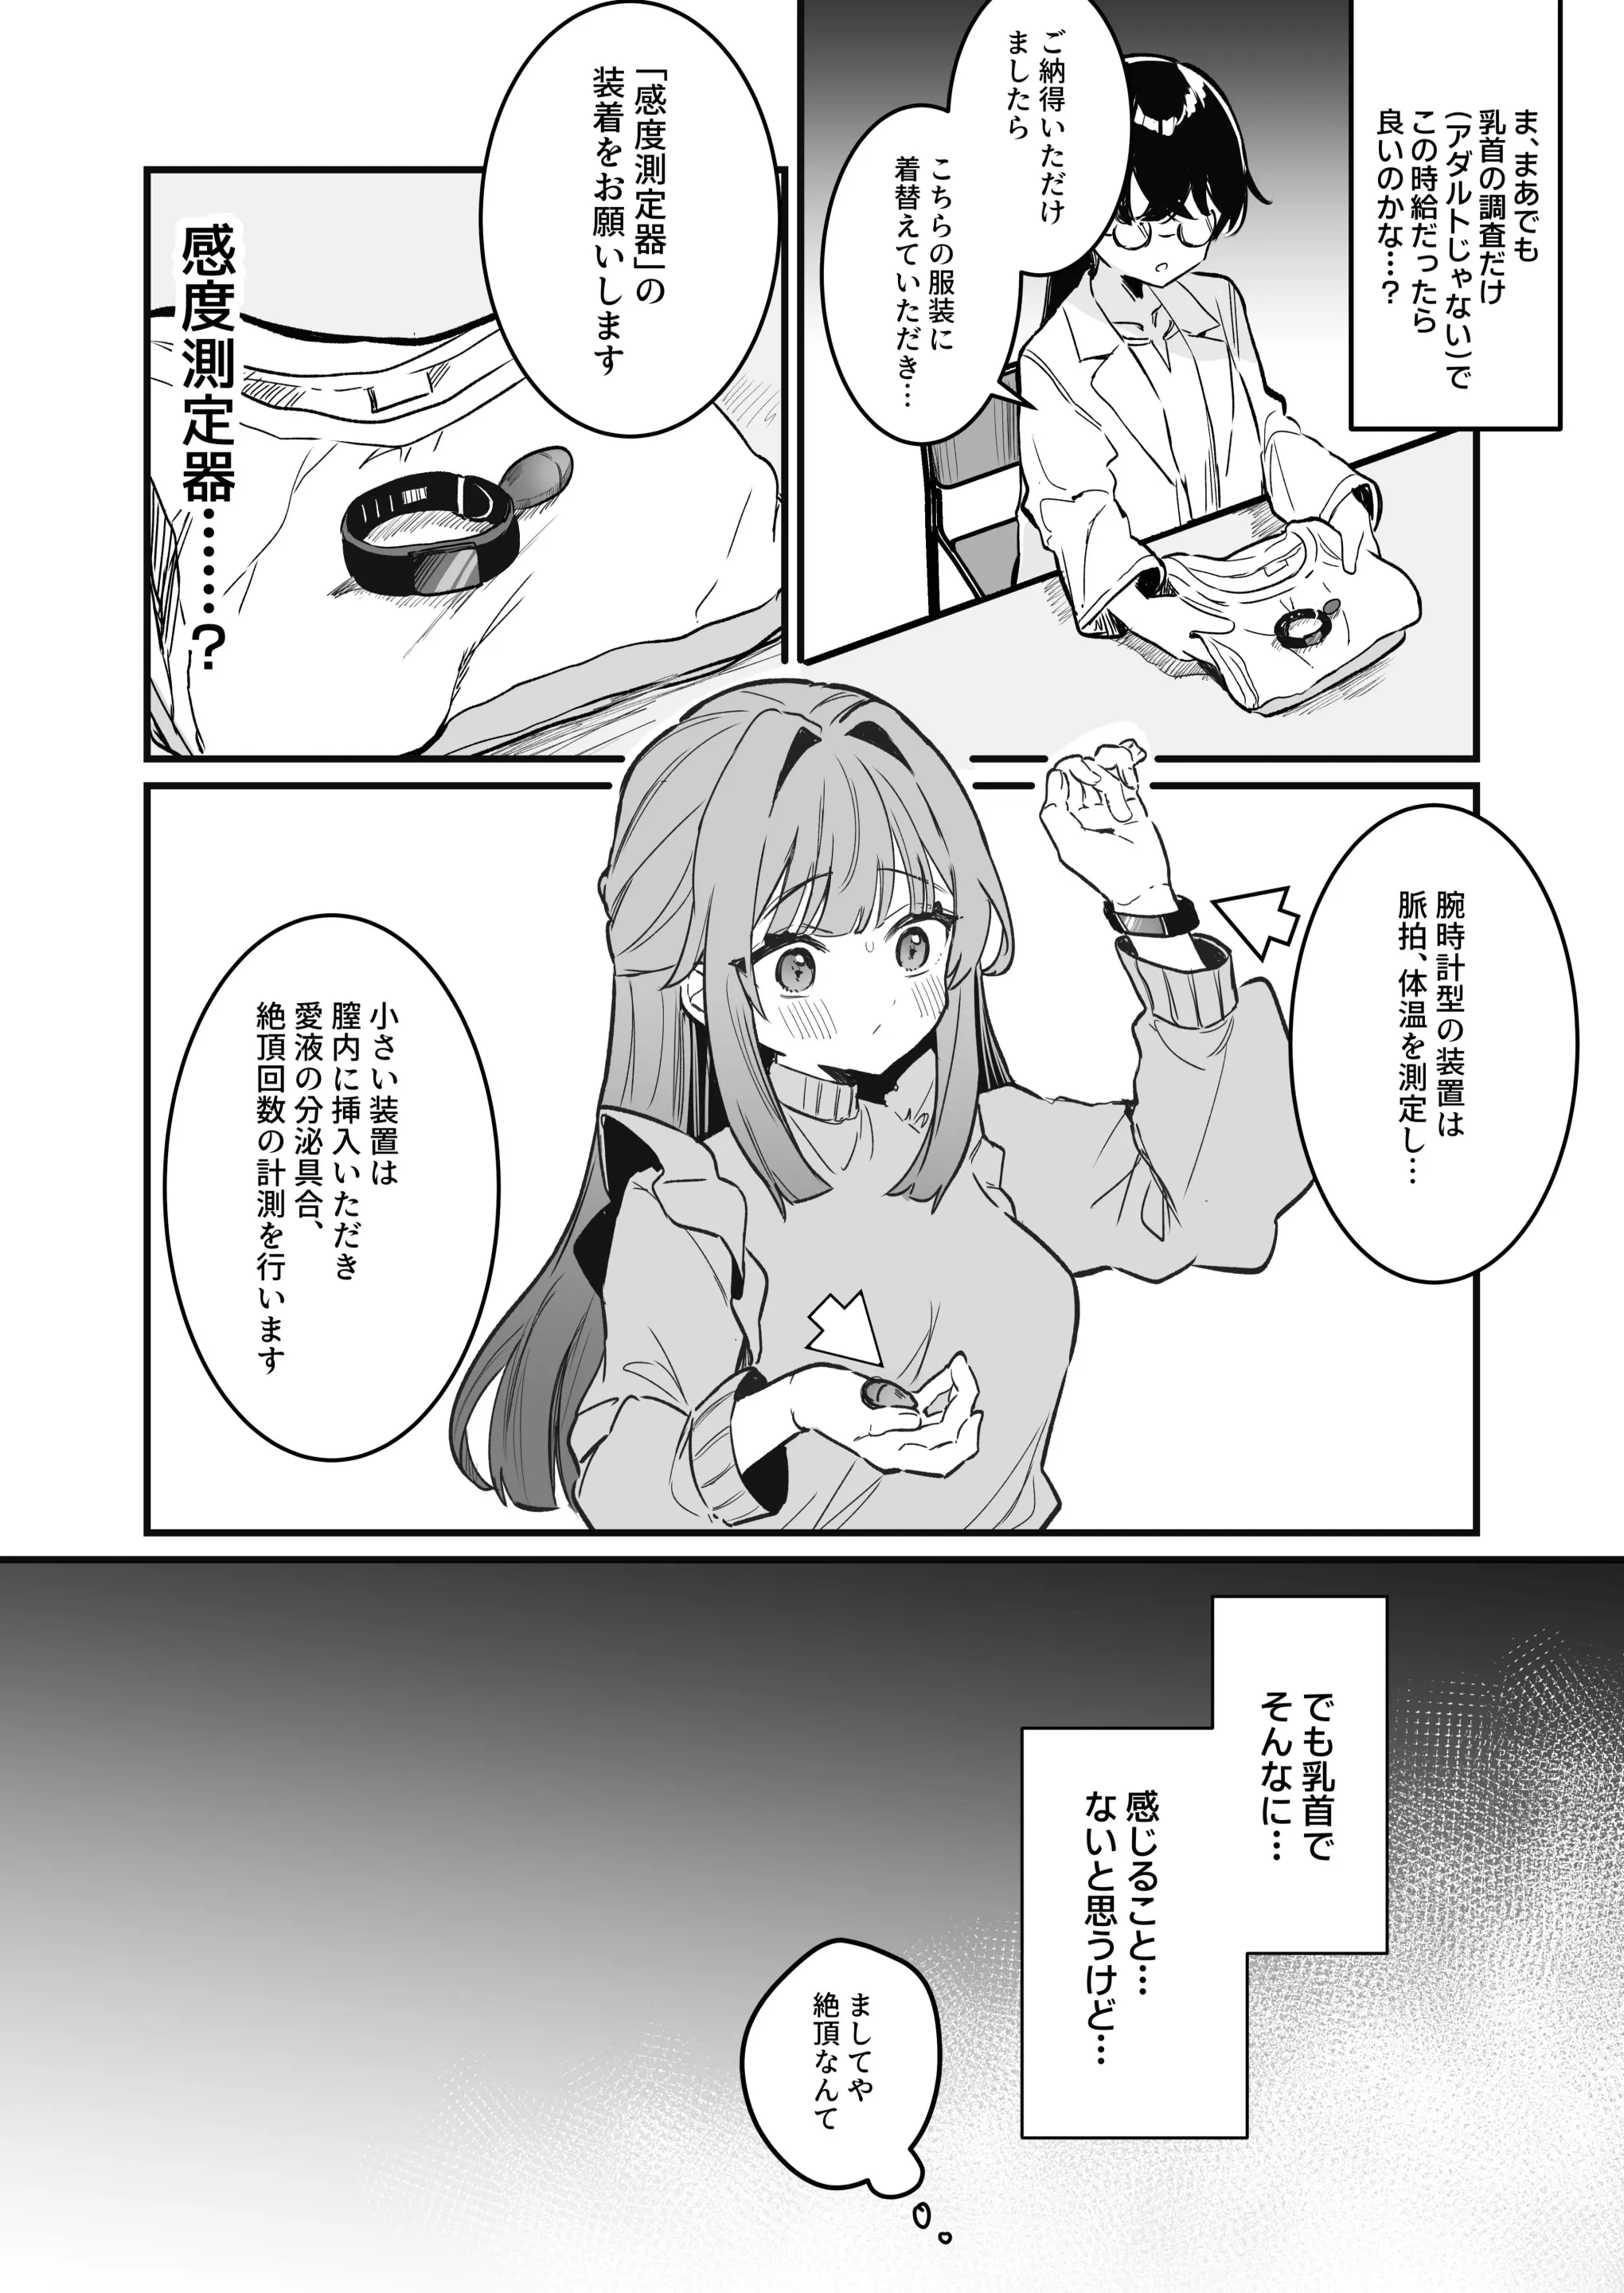 ま、まあでも
乳首の調査だけ
(アダルトじゃない)で
この時給だったら
良いのかな…?
ご納得いただけ
ましたら
こちらの服装に
着替えていただき…
「感度測定器」の
装着をお願いします
感度測定器………?
腕時計型の装置は
脈拍、体温を測定し…
小さい装置は
膣内に挿入いただき
愛液の分泌具合、
絶頂回数の計測を行います
でも乳首で
そんなに…
感じること…
ないと思うけど…
ましてや
絶頂なんて